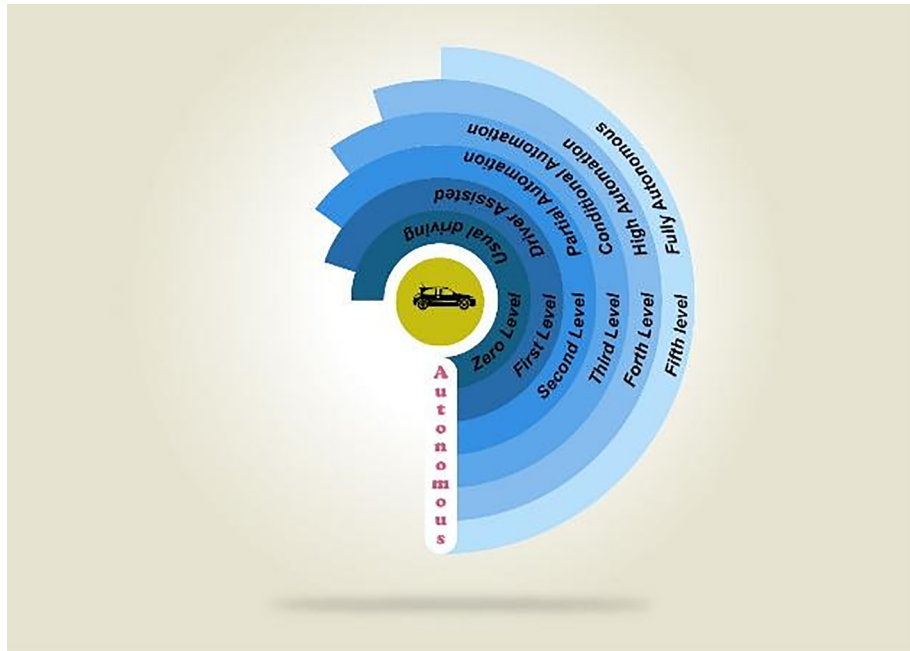 Usual driving
Driver Assisted
Partial Automation
Conditional Automation
High Automation
Fully Autonomous
Zero Level
First Level
Second Level
Third Level
Forth Level
Fifth level
Autonomous